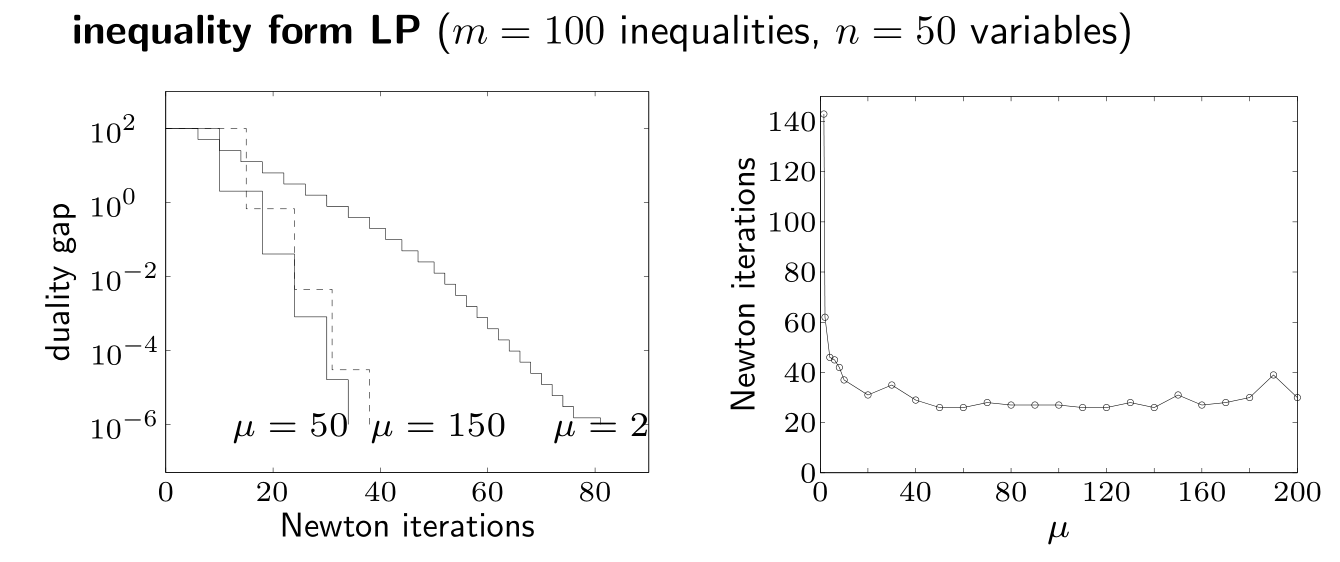 inequality form LP (m = 100 inequalities, n = 50 variables)
10^2
10^0
10^−2
10^−4
10^−6
duality gap
μ = 50
μ = 150
μ = 2
0 20 40 60 80
Newton iterations
140
120
100
80
60
40
20
0
Newton iterations
0 40 80 120 160 200
μ